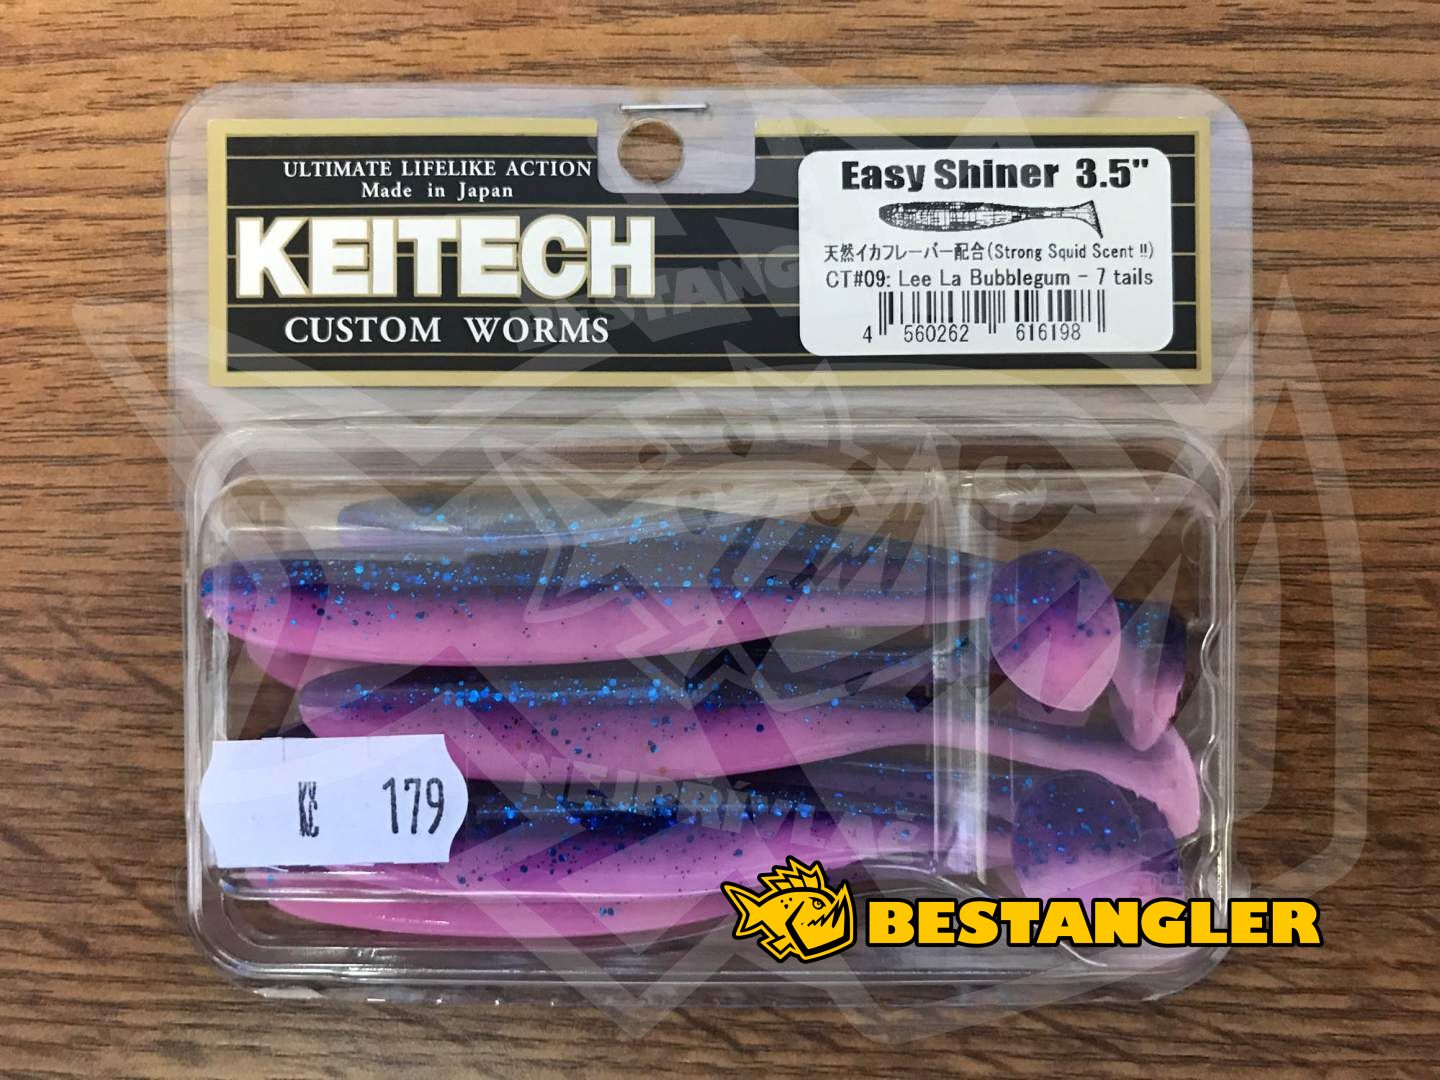 ULTIMATE LIFELIKE ACTION
Made in Japan
KEITECH
CUSTOM WORMS
Easy Shiner 3.5"
天然イカフレーバー配合(Strong Squid Scent !!)
CT#09: Lee La Bubblegum - 7 tails
4 560262 616198
Kč 179
BESTANGLER